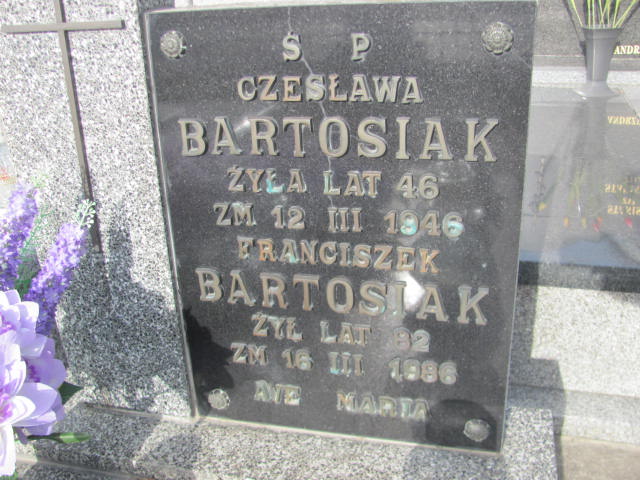 Ś P
CZESŁAWA
BARTOSIAK
ŻYŁA LAT 46
ZM 12 III 1946
FRANCISZEK
BARTOSIAK
ŻYŁ LAT 82
ZM 16 III 1986
AVE MARIA
ANDR